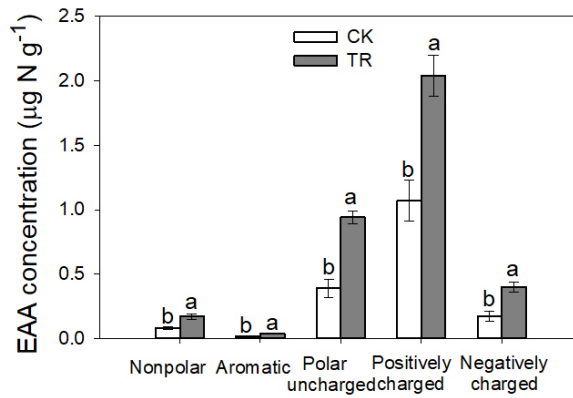 EAA concentration (μg N g⁻¹)
2.5
2.0
1.5
1.0
0.5
0.0
CK
TR
b a
b a
b a
b a
b a
Nonpolar Aromatic Polar uncharged Positively charged Negatively charged